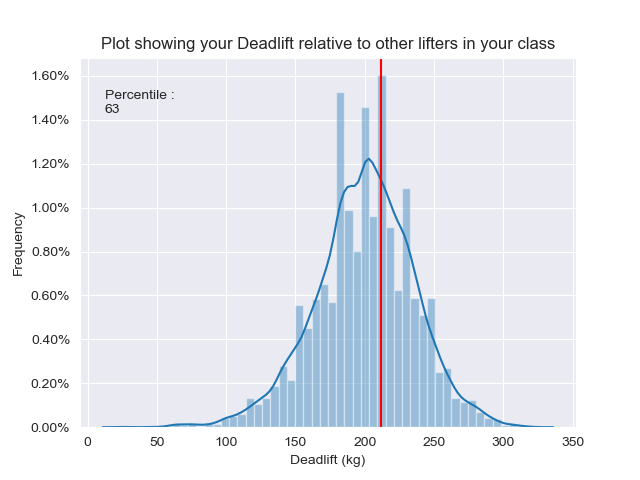 Plot showing your Deadlift relative to other lifters in your class
Percentile :
63
1.60%
1.40%
1.20%
1.00%
0.80%
0.60%
0.40%
0.20%
0.00%
Frequency
0 50 100 150 200 250 300 350
Deadlift (kg)